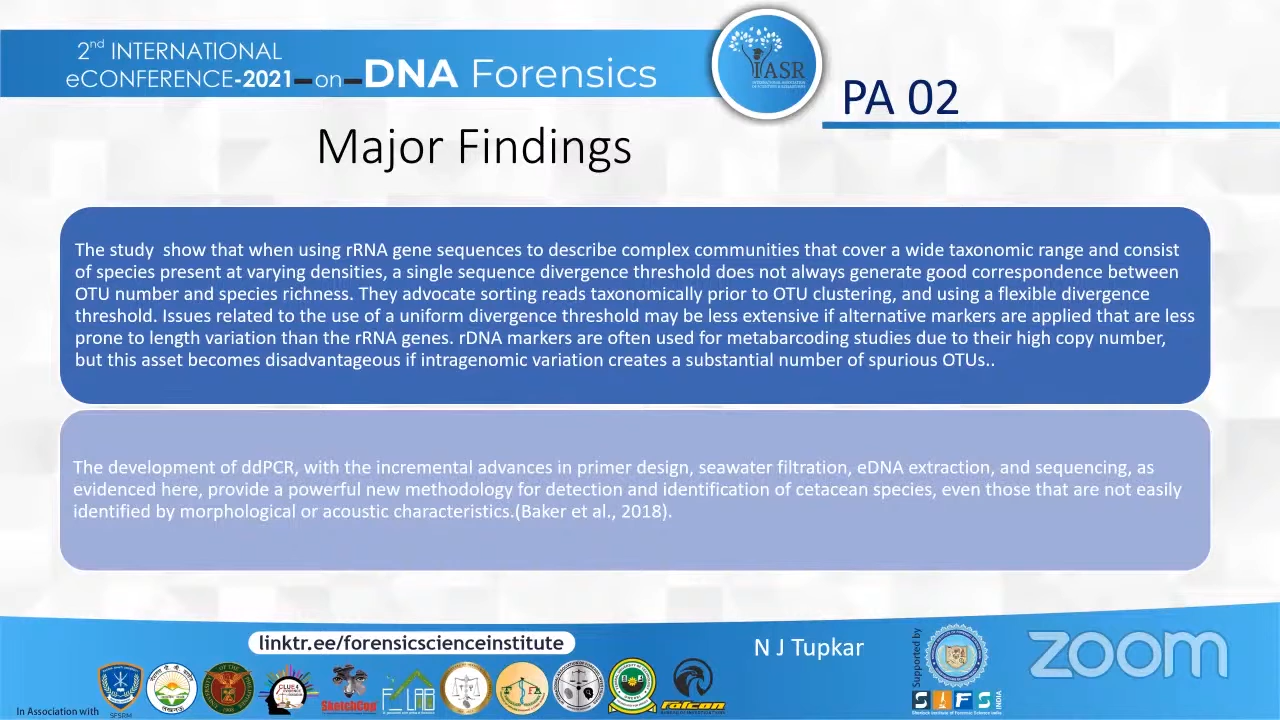 2nd INTERNATIONAL
eCONFERENCE-2021-on-DNA Forensics
IASR
PA 02
Major Findings
The study show that when using rRNA gene sequences to describe complex communities that cover a wide taxonomic range and consist
of species present at varying densities, a single sequence divergence threshold does not always generate good correspondence between
OTU number and species richness. They advocate sorting reads taxonomically prior to OTU clustering, and using a flexible divergence
threshold. Issues related to the use of a uniform divergence threshold may be less extensive if alternative markers are applied that are less
prone to length variation than the rRNA genes. rDNA markers are often used for metabarcoding studies due to their high copy number,
but this asset becomes disadvantageous if intragenomic variation creates a substantial number of spurious OTUs..
The development of ddPCR, with the incremental advances in primer design, seawater filtration, eDNA extraction, and sequencing, as
evidenced here, provide a powerful new methodology for detection and identification of cetacean species, even those that are not easily
identified by morphological or acoustic characteristics.(Baker et al., 2018).
linktr.ee/forensicscienceinstitute
N J Tupkar
Supported by
zoom
In Association with
SFSRM
SketchCop
F LAB
Falcon
SIFS
INDIA